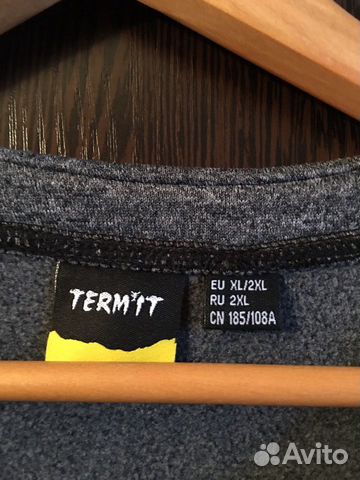 TERM'IT
EU XL/2XL
RU 2XL
CN 185/108A
Avito